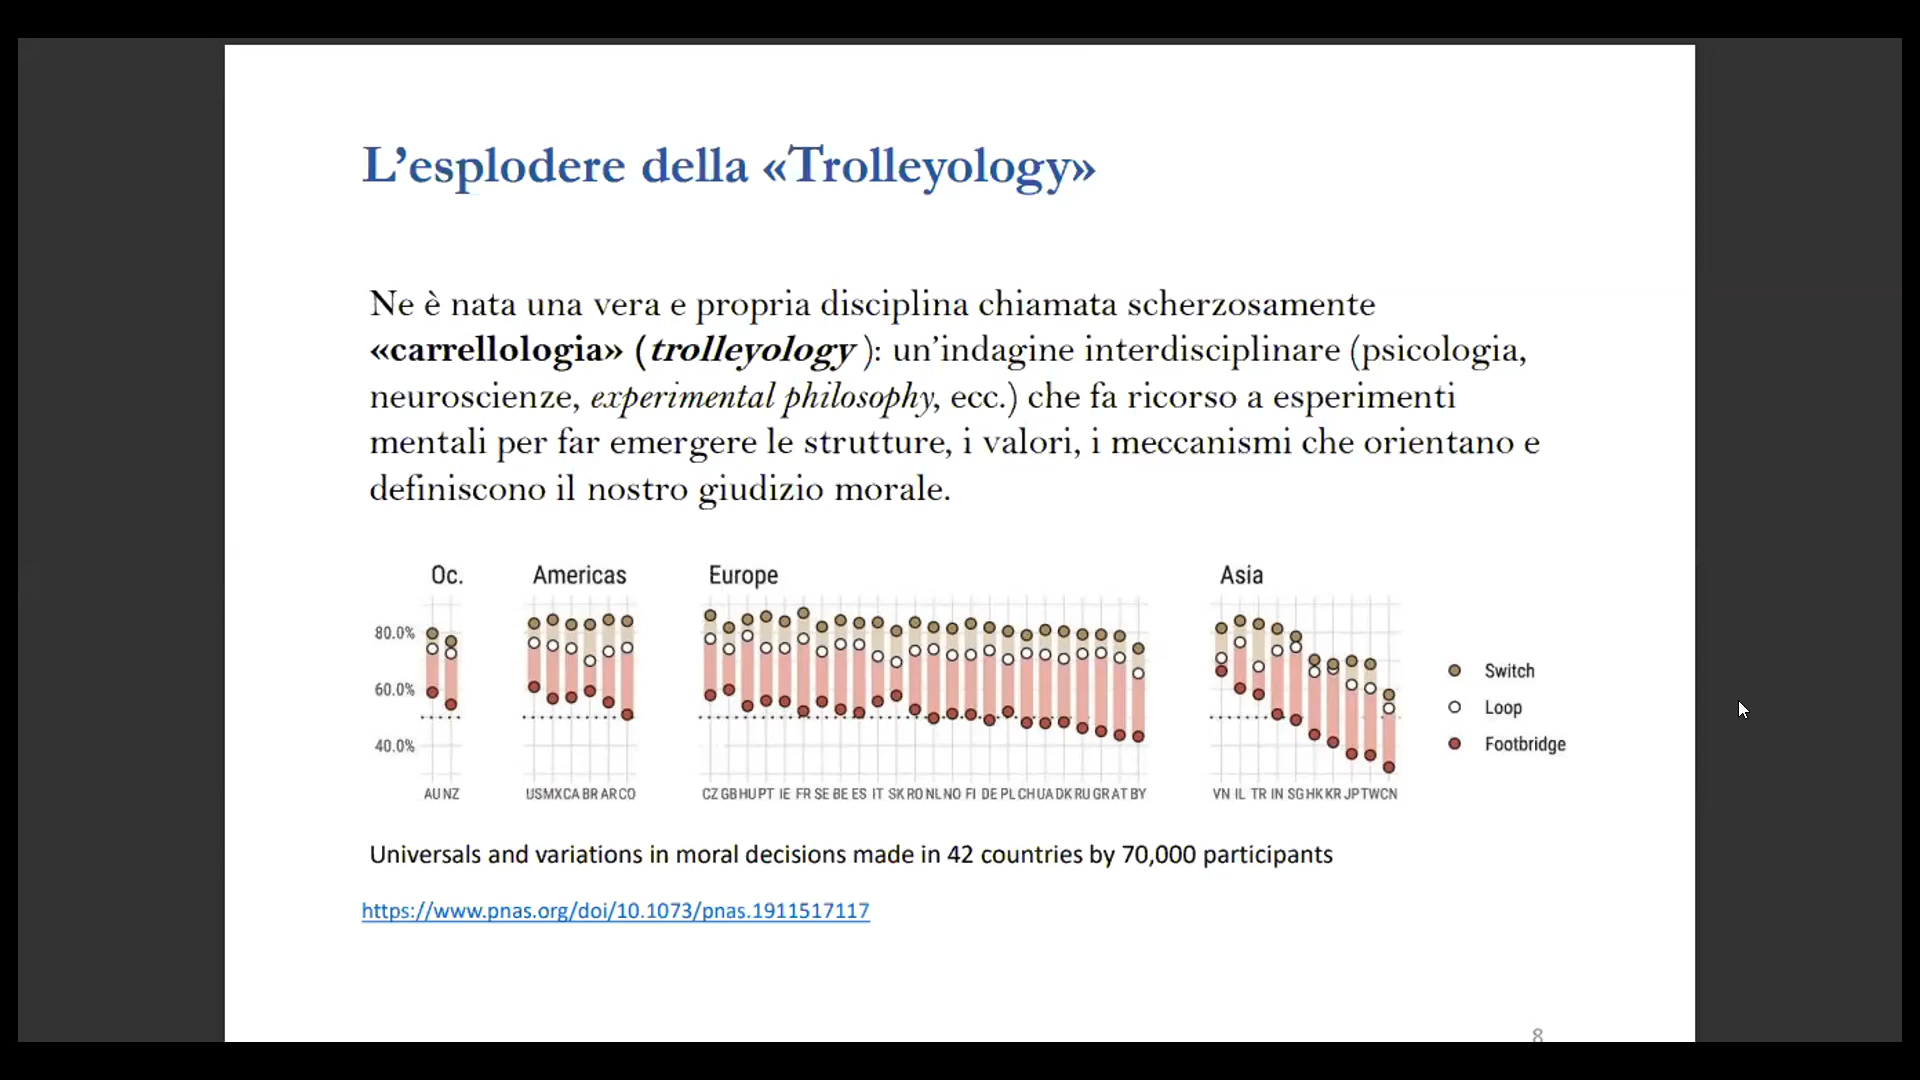 L’esplodere della «Trolleyology»
Ne è nata una vera e propria disciplina chiamata scherzosamente
«carrellologia» (trolleyology ): un’indagine interdisciplinare (psicologia,
neuroscienze, experimental philosophy, ecc.) che fa ricorso a esperimenti
mentali per far emergere le strutture, i valori, i meccanismi che orientano e
definiscono il nostro giudizio morale.
Oc. Americas Europe Asia
80.0%
60.0%
40.0%
Switch
Loop
Footbridge
AU NZ US MX CA BR AR CO CZ GB HU PT IE FR SE BE ES IT SK RO NL NO FI DE PL CH UA DK RU GR AT BY VN IL TR IN SG HK KR JP TW CN
Universals and variations in moral decisions made in 42 countries by 70,000 participants
https://www.pnas.org/doi/10.1073/pnas.1911517117
8